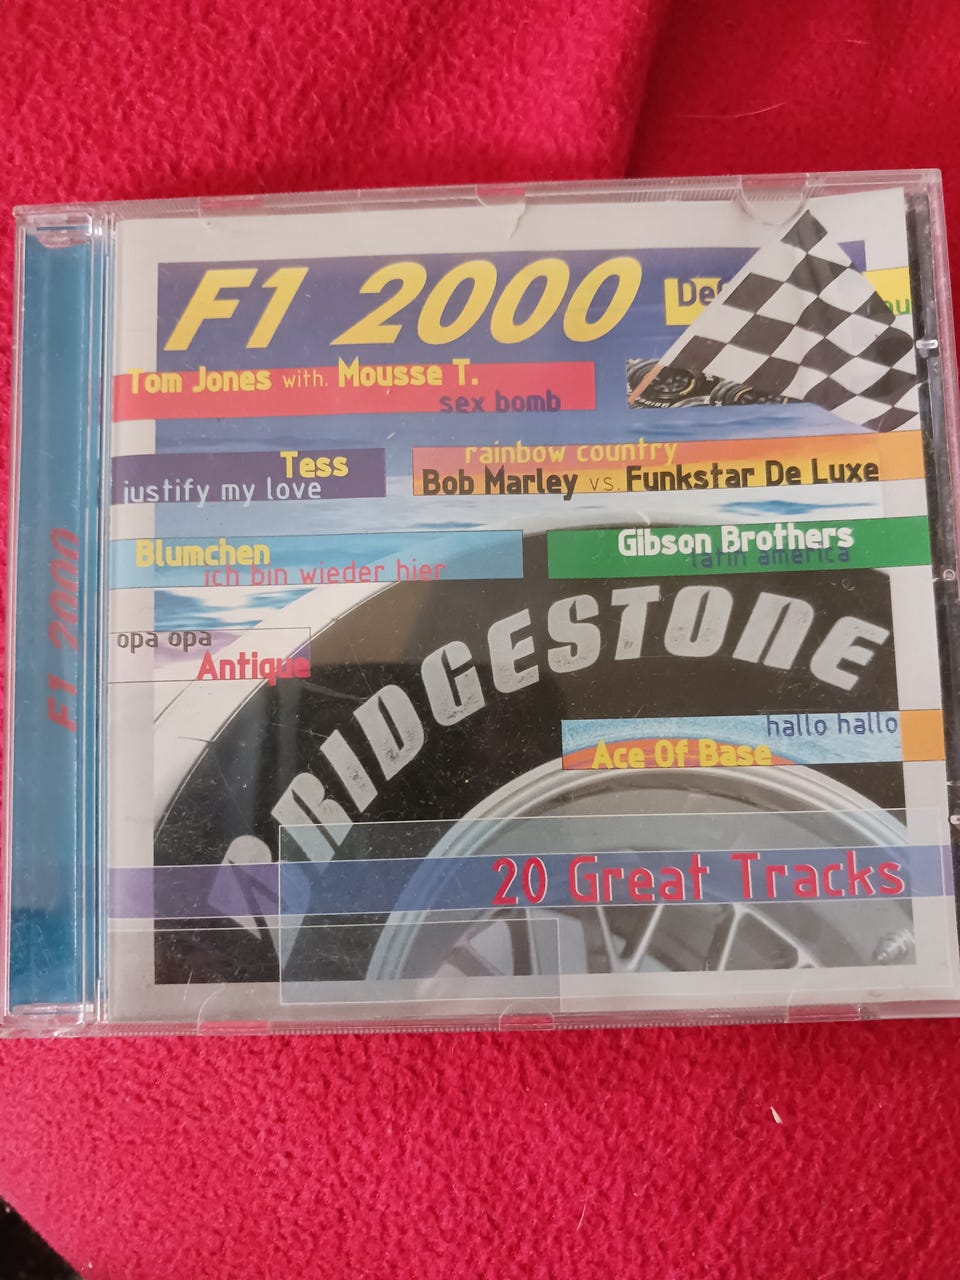 F1 2000
F1 2000
Tom Jones with. Mousse T.
sex bomb
Tess
justify my love
rainbow country
Bob Marley vs. Funkstar De Luxe
Blumchen
ich bin wieder hier
Gibson Brothers
latin america
opa opa
Antique
BRIDGESTONE
hallo hallo
Ace Of Base
20 Great Tracks